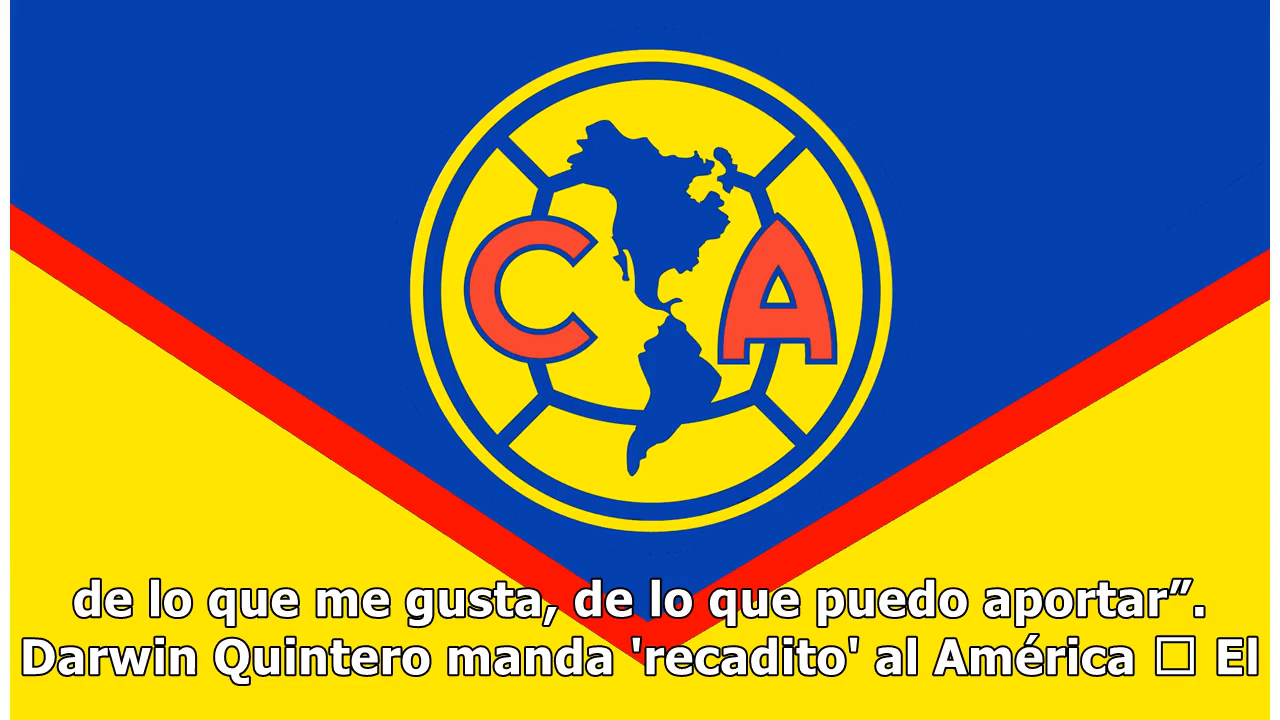 C A
de lo que me gusta, de lo que puedo aportar”.
Darwin Quintero manda 'recadito' al América □ El